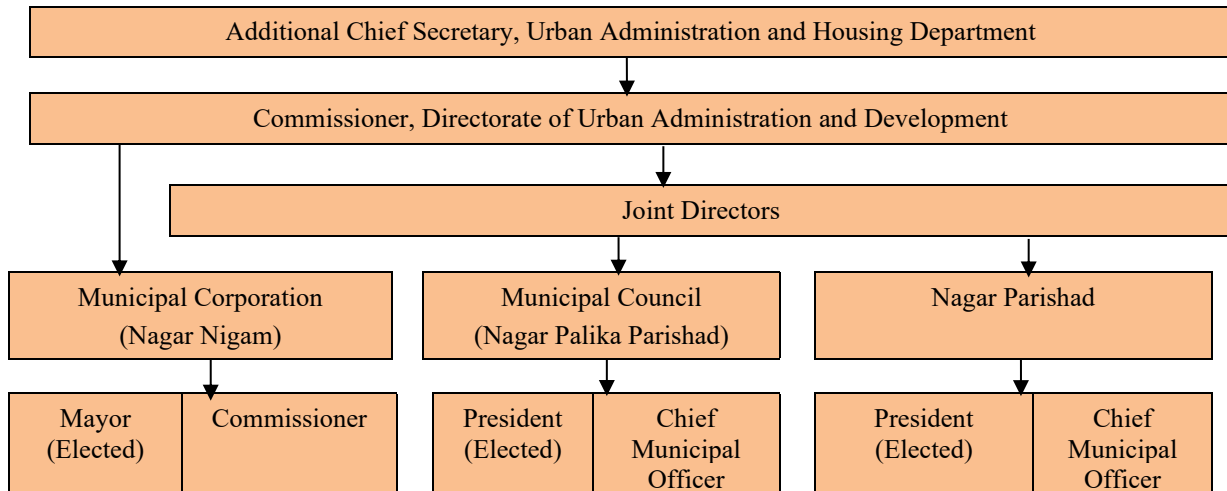 Additional Chief Secretary, Urban Administration and Housing Department
Commissioner, Directorate of Urban Administration and Development
Joint Directors
Municipal Corporation
(Nagar Nigam)
Municipal Council
(Nagar Palika Parishad)
Nagar Parishad
Mayor
(Elected)
Commissioner
President
(Elected)
Chief
Municipal
Officer
President
(Elected)
Chief
Municipal
Officer